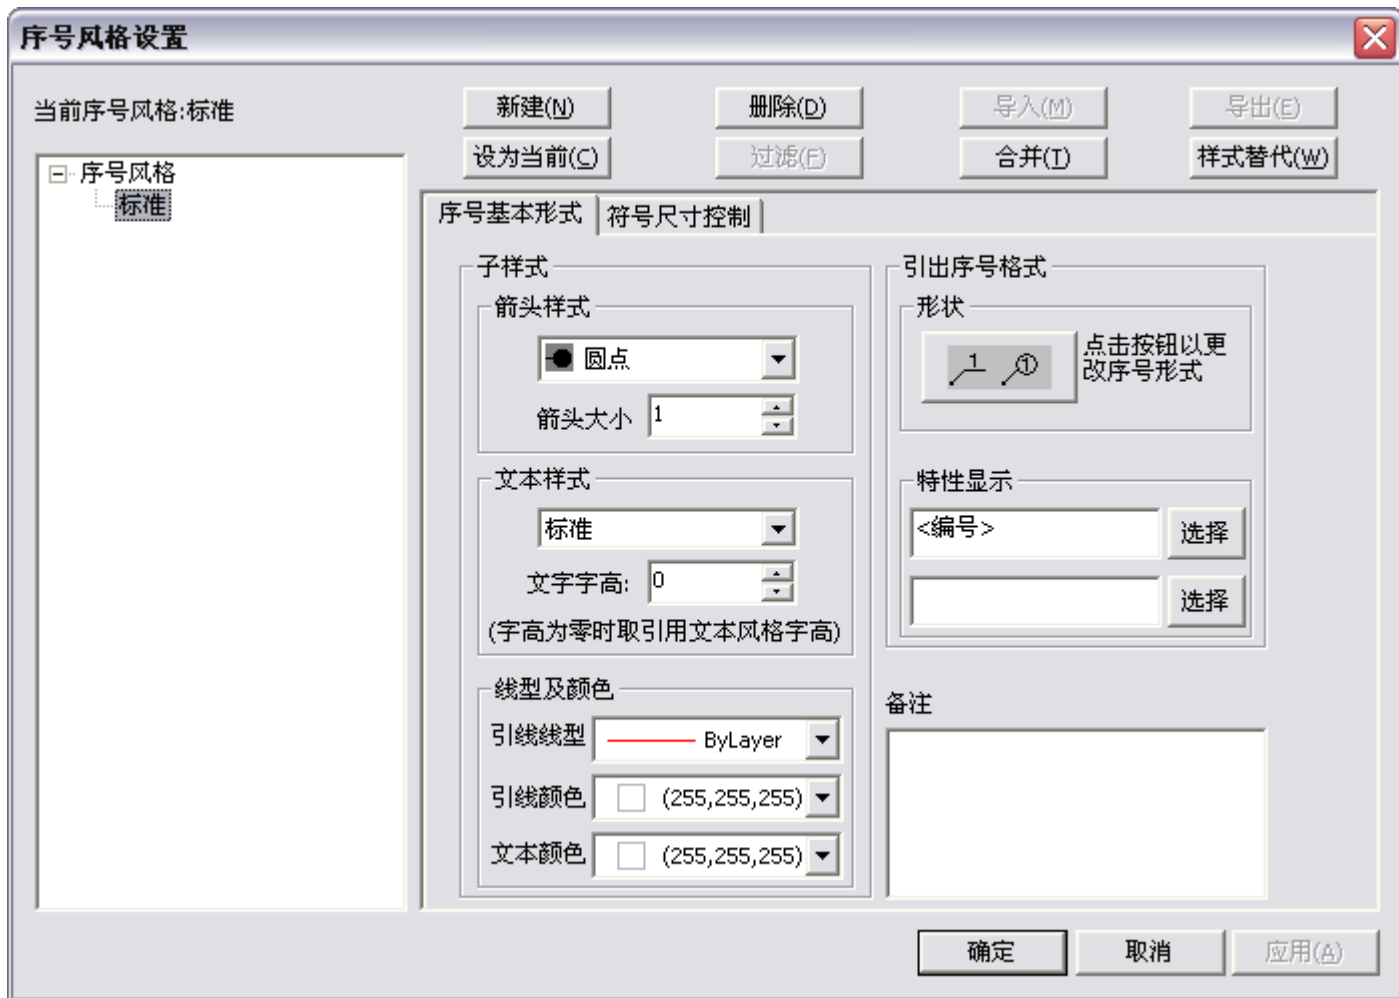 序号风格设置
当前序号风格:标准
新建(N)
删除(D)
导入(M)
导出(E)
设为当前(C)
过滤(F)
合并(T)
样式替代(W)
序号风格
标准
序号基本形式
符号尺寸控制
子样式
箭头样式
圆点
箭头大小
1
文本样式
标准
文字字高:
0
(字高为零时取引用文本风格字高)
线型及颜色
引线线型
ByLayer
引线颜色
(255,255,255)
文本颜色
(255,255,255)
引出序号格式
形状
1 ①
点击按钮以更
改序号形式
特性显示
<编号>
选择
选择
备注
确定
取消
应用(A)